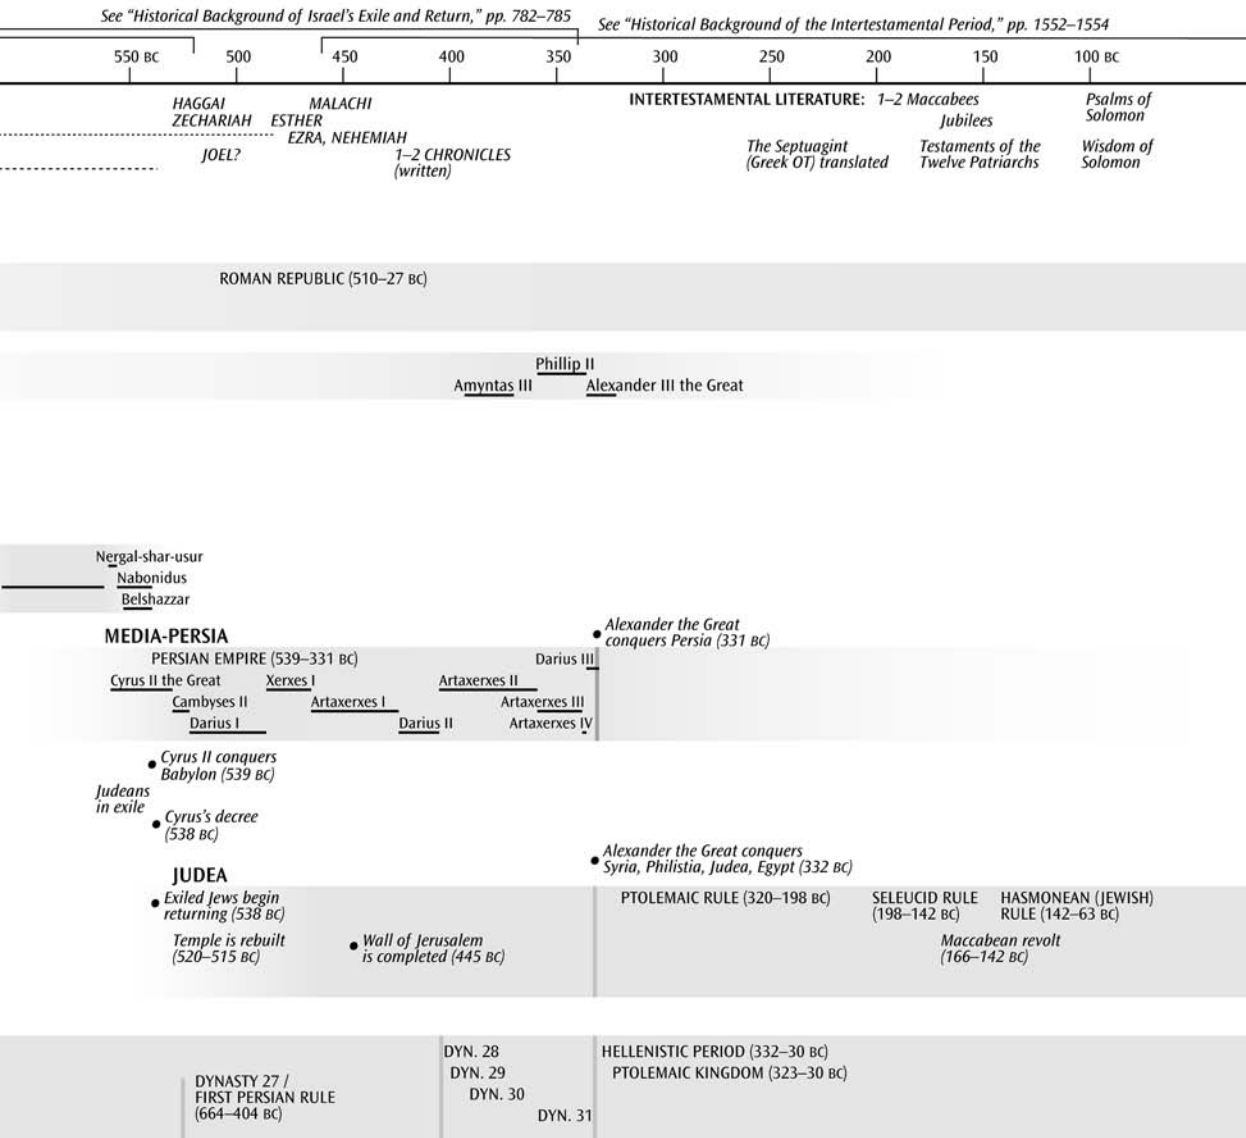 See “Historical Background of Israel’s Exile and Return,” pp. 782–785
See “Historical Background of the Intertestamental Period,” pp. 1552–1554
550 BC 500 450 400 350 300 250 200 150 100 BC
HAGGAI
ZECHARIAH
MALACHI
ESTHER
EZRA, NEHEMIAH
JOEL?
1–2 CHRONICLES
(written)
INTERTESTAMENTAL LITERATURE: 1–2 Maccabees
Jubilees
Psalms of
Solomon
The Septuagint
(Greek OT) translated
Testaments of the
Twelve Patriarchs
Wisdom of
Solomon
ROMAN REPUBLIC (510–27 BC)
Phillip II
Amyntas III
Alexander III the Great
Nergal-shar-usur
Nabonidus
Belshazzar
MEDIA-PERSIA
Alexander the Great
conquers Persia (331 BC)
PERSIAN EMPIRE (539–331 BC)
Darius III
Cyrus II the Great
Xerxes I
Artaxerxes II
Cambyses II
Artaxerxes I
Artaxerxes III
Darius I
Darius II
Artaxerxes IV
Cyrus II conquers
Babylon (539 BC)
Judeans
in exile
Cyrus’s decree
(538 BC)
Alexander the Great conquers
Syria, Philistia, Judea, Egypt (332 BC)
JUDEA
Exiled Jews begin
returning (538 BC)
PTOLEMAIC RULE (320–198 BC)
SELEUCID RULE
(198–142 BC)
HASMONEAN (JEWISH)
RULE (142–63 BC)
Temple is rebuilt
(520–515 BC)
Wall of Jerusalem
is completed (445 BC)
Maccabean revolt
(166–142 BC)
DYN. 28
DYN. 29
DYN. 30
DYN. 31
HELLENISTIC PERIOD (332–30 BC)
PTOLEMAIC KINGDOM (323–30 BC)
DYNASTY 27 /
FIRST PERSIAN RULE
(664–404 BC)